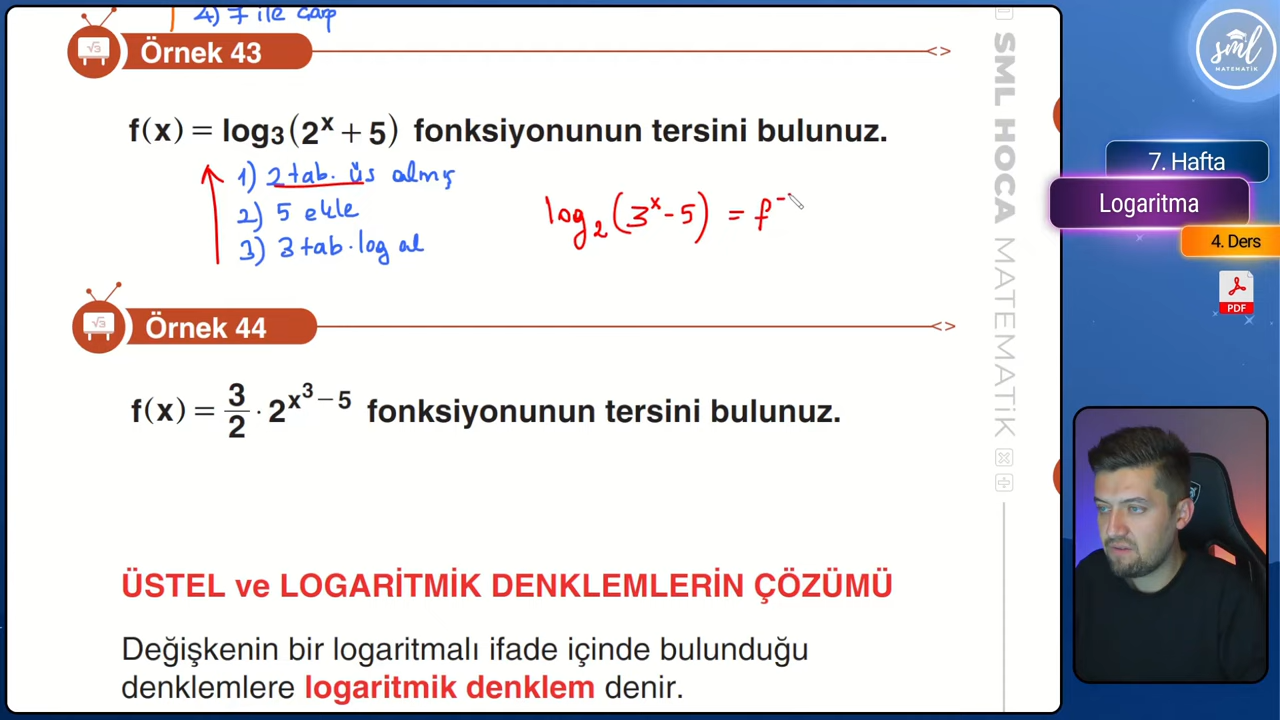 4) 7 ile çarp
√3 Örnek 43
f(x) = log₃(2ˣ + 5) fonksiyonunun tersini bulunuz.
1) 2 tab. üs almış
2) 5 ekle
3) 3 tab. log al
log₂(3ˣ - 5) = f⁻
√3 Örnek 44
f(x) = 3/2 · 2^(x³ - 5) fonksiyonunun tersini bulunuz.
ÜSTEL ve LOGARİTMİK DENKLEMLERİN ÇÖZÜMÜ
Değişkenin bir logaritmalı ifade içinde bulunduğu
denklemlere logaritmik denklem denir.
SML HOCA MATEMATİK
sml
MATEMATİK
7. Hafta
Logaritma
4. Ders
PDF